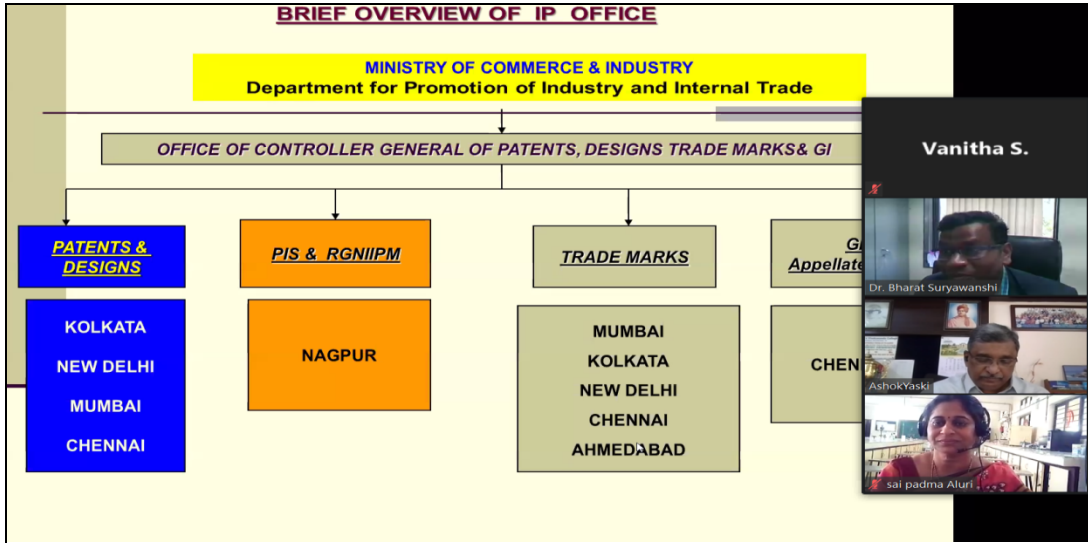 BRIEF OVERVIEW OF IP OFFICE
MINISTRY OF COMMERCE & INDUSTRY
Department for Promotion of Industry and Internal Trade
OFFICE OF CONTROLLER GENERAL OF PATENTS, DESIGNS TRADE MARKS& GI
PATENTS &
DESIGNS
KOLKATA
NEW DELHI
MUMBAI
CHENNAI
PIS & RGNIIPM
NAGPUR
TRADE MARKS
MUMBAI
KOLKATA
NEW DELHI
CHENNAI
AHMEDABAD
Appellate
CHEN
Vanitha S.
Dr. Bharat Suryawanshi
AshokYaski
sai padma Aluri